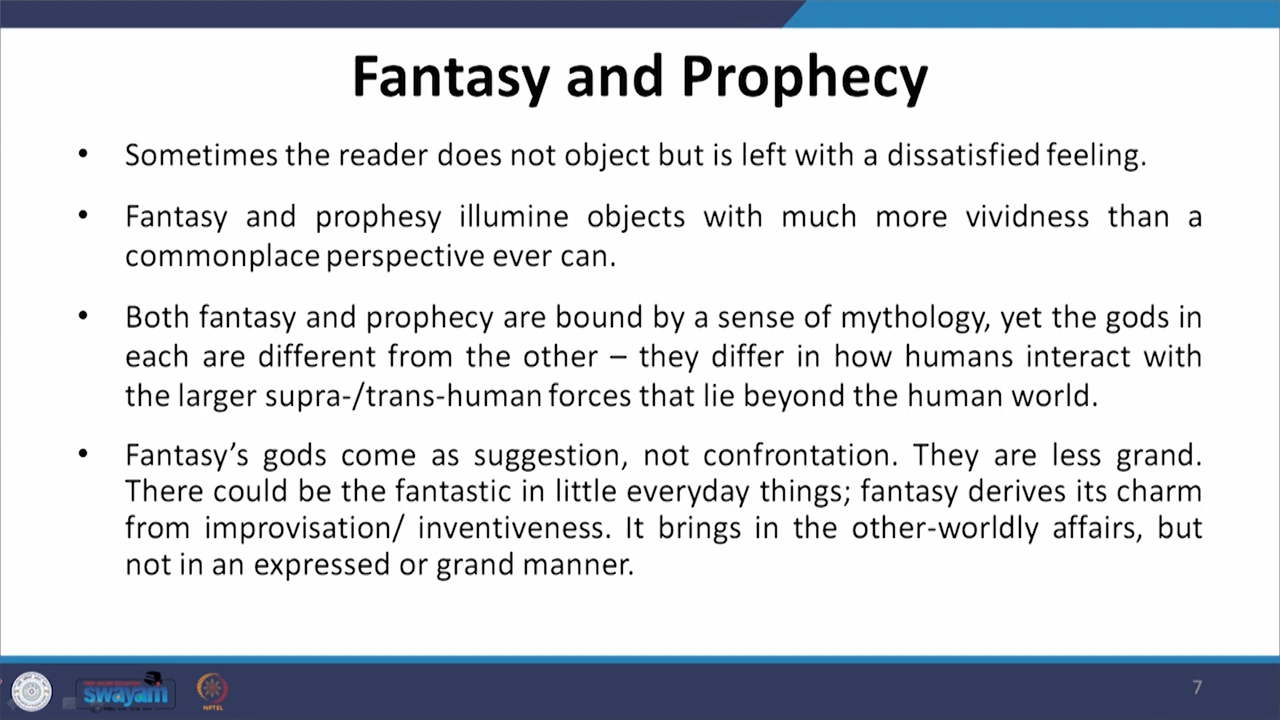 Fantasy and Prophecy
• Sometimes the reader does not object but is left with a dissatisfied feeling.
• Fantasy and prophesy illumine objects with much more vividness than a
commonplace perspective ever can.
• Both fantasy and prophecy are bound by a sense of mythology, yet the gods in
each are different from the other – they differ in how humans interact with
the larger supra-/trans-human forces that lie beyond the human world.
• Fantasy’s gods come as suggestion, not confrontation. They are less grand.
There could be the fantastic in little everyday things; fantasy derives its charm
from improvisation/ inventiveness. It brings in the other-worldly affairs, but
not in an expressed or grand manner.
swayam
NPTEL
7